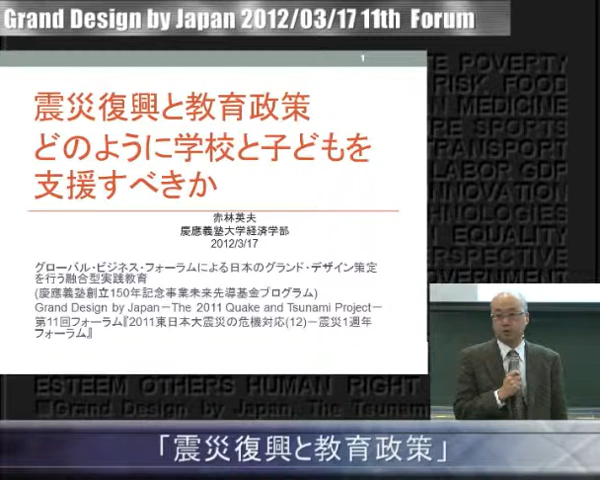 Grand Design by Japan 2012/03/17 11th Forum
1
震災復興と教育政策
どのように学校と子どもを
支援すべきか
赤林英夫
慶應義塾大学経済学部
2012/3/17
グローバル・ビジネス・フォーラムによる日本のグランド・デザイン策定
を行う融合型実践教育
(慶應義塾創立150年記念事業未来先導基金プログラム)
Grand Design by Japan－The 2011 Quake and Tsunami Project－
第11回フォーラム『2011東日本大震災の危機対応(12)－震災1週年
フォーラム』
POVERTY
RISK FOOD
MEDICINE
SPORTS
TRANSPORT
LABOR GDP
INNOVATION
EQUALITY
ESTEEM OTHERS HUMAN RIGHT
Grand Design by Japan, The Tsunam
「震災復興と教育政策」